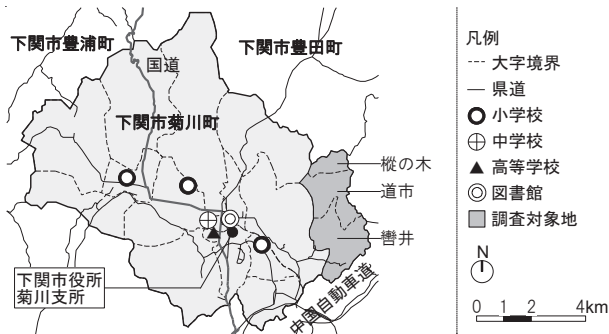 下関市豊浦町
下関市豊田町
国道
下関市菊川町
樅の木
道市
轡井
下関市役所
菊川支所
中国自動車道
凡例
大字境界
県道
小学校
中学校
高等学校
図書館
調査対象地
N
0 1 2 4km